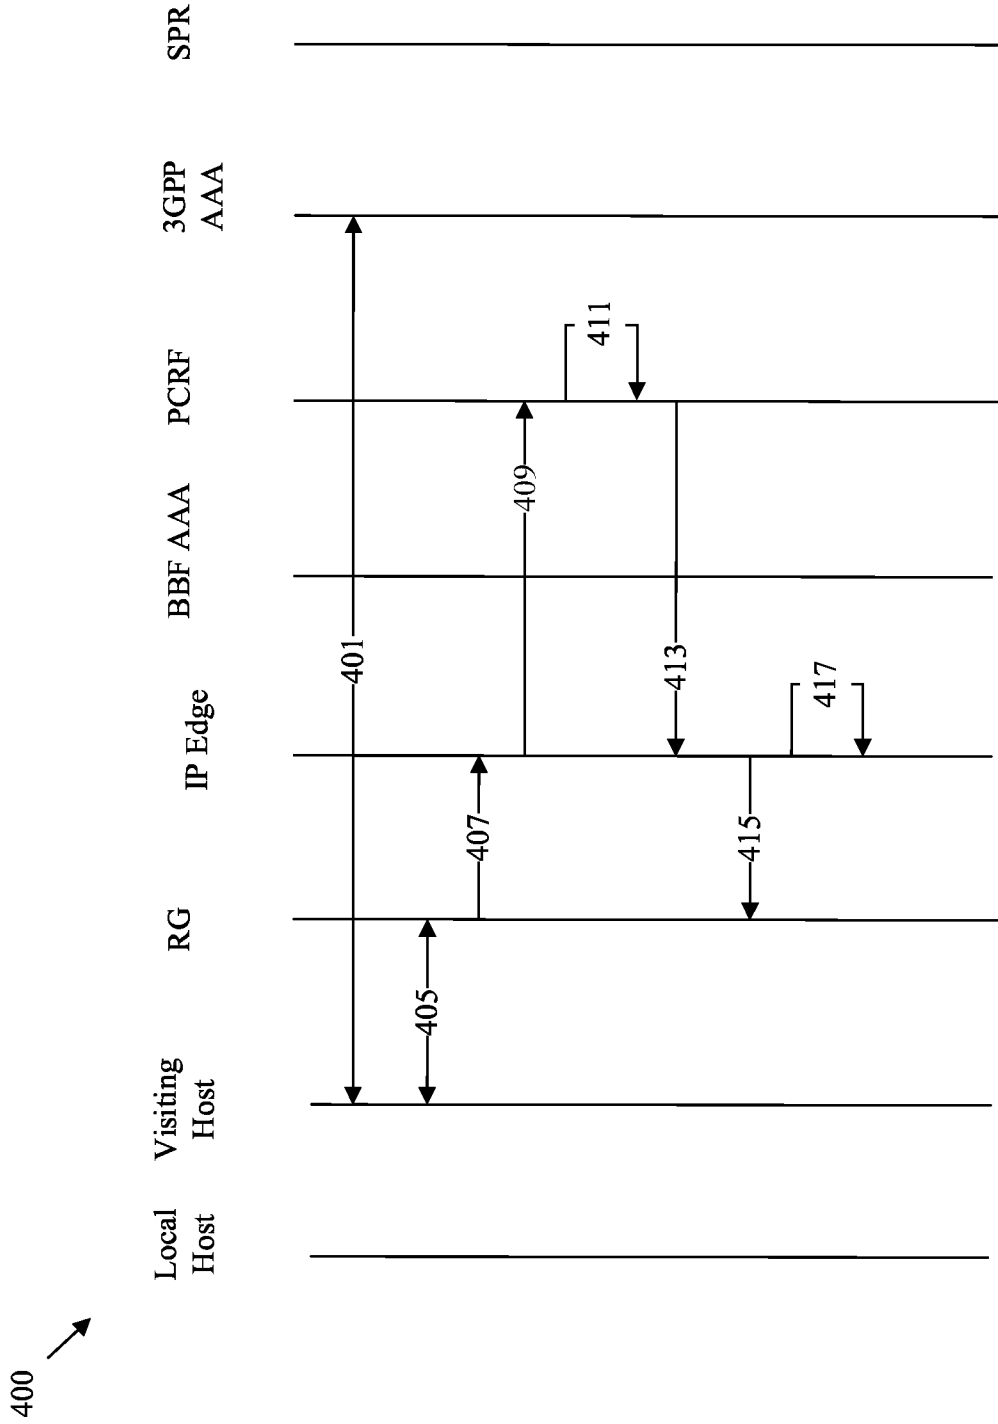 400
Local
Host
Visiting
Host
RG
IP Edge
BBF AAA
PCRF
3GPP
AAA
SPR
401
405
407
409
411
413
415
417